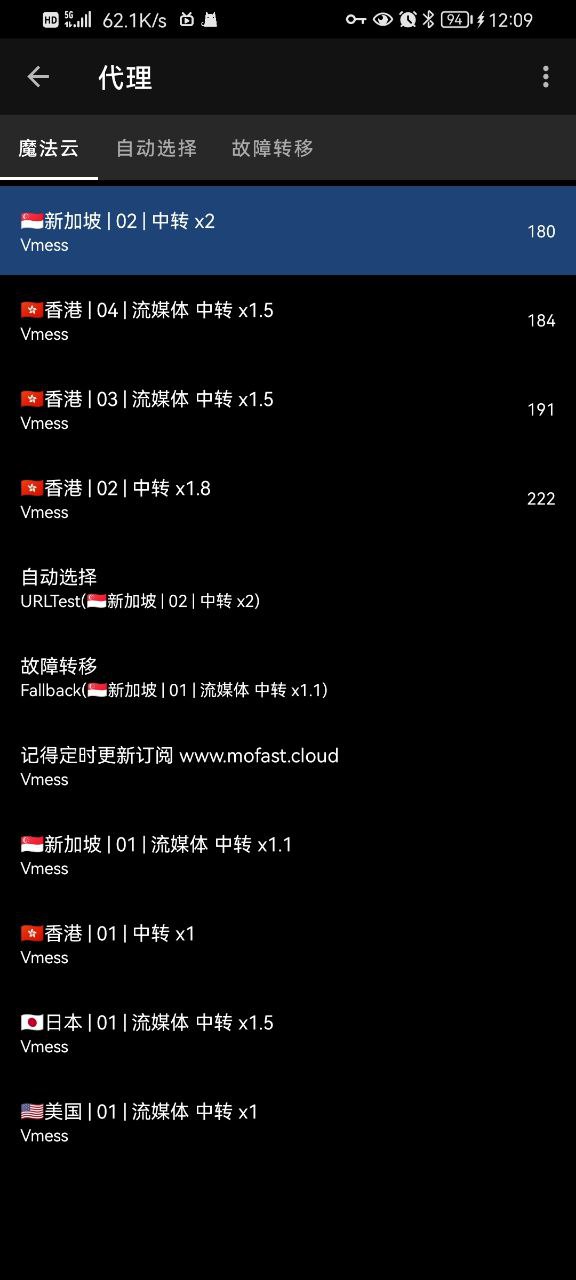 HD 5G 62.1K/s 94 12:09
代理
魔法云 自动选择 故障转移
🇸🇬新加坡 | 02 | 中转 x2
Vmess
180
🇭🇰香港 | 04 | 流媒体 中转 x1.5
Vmess
184
🇭🇰香港 | 03 | 流媒体 中转 x1.5
Vmess
191
🇭🇰香港 | 02 | 中转 x1.8
Vmess
222
自动选择
URLTest(🇸🇬新加坡 | 02 | 中转 x2)
故障转移
Fallback(🇸🇬新加坡 | 01 | 流媒体 中转 x1.1)
记得定时更新订阅 www.mofast.cloud
Vmess
🇸🇬新加坡 | 01 | 流媒体 中转 x1.1
Vmess
🇭🇰香港 | 01 | 中转 x1
Vmess
🇯🇵日本 | 01 | 流媒体 中转 x1.5
Vmess
🇺🇸美国 | 01 | 流媒体 中转 x1
Vmess